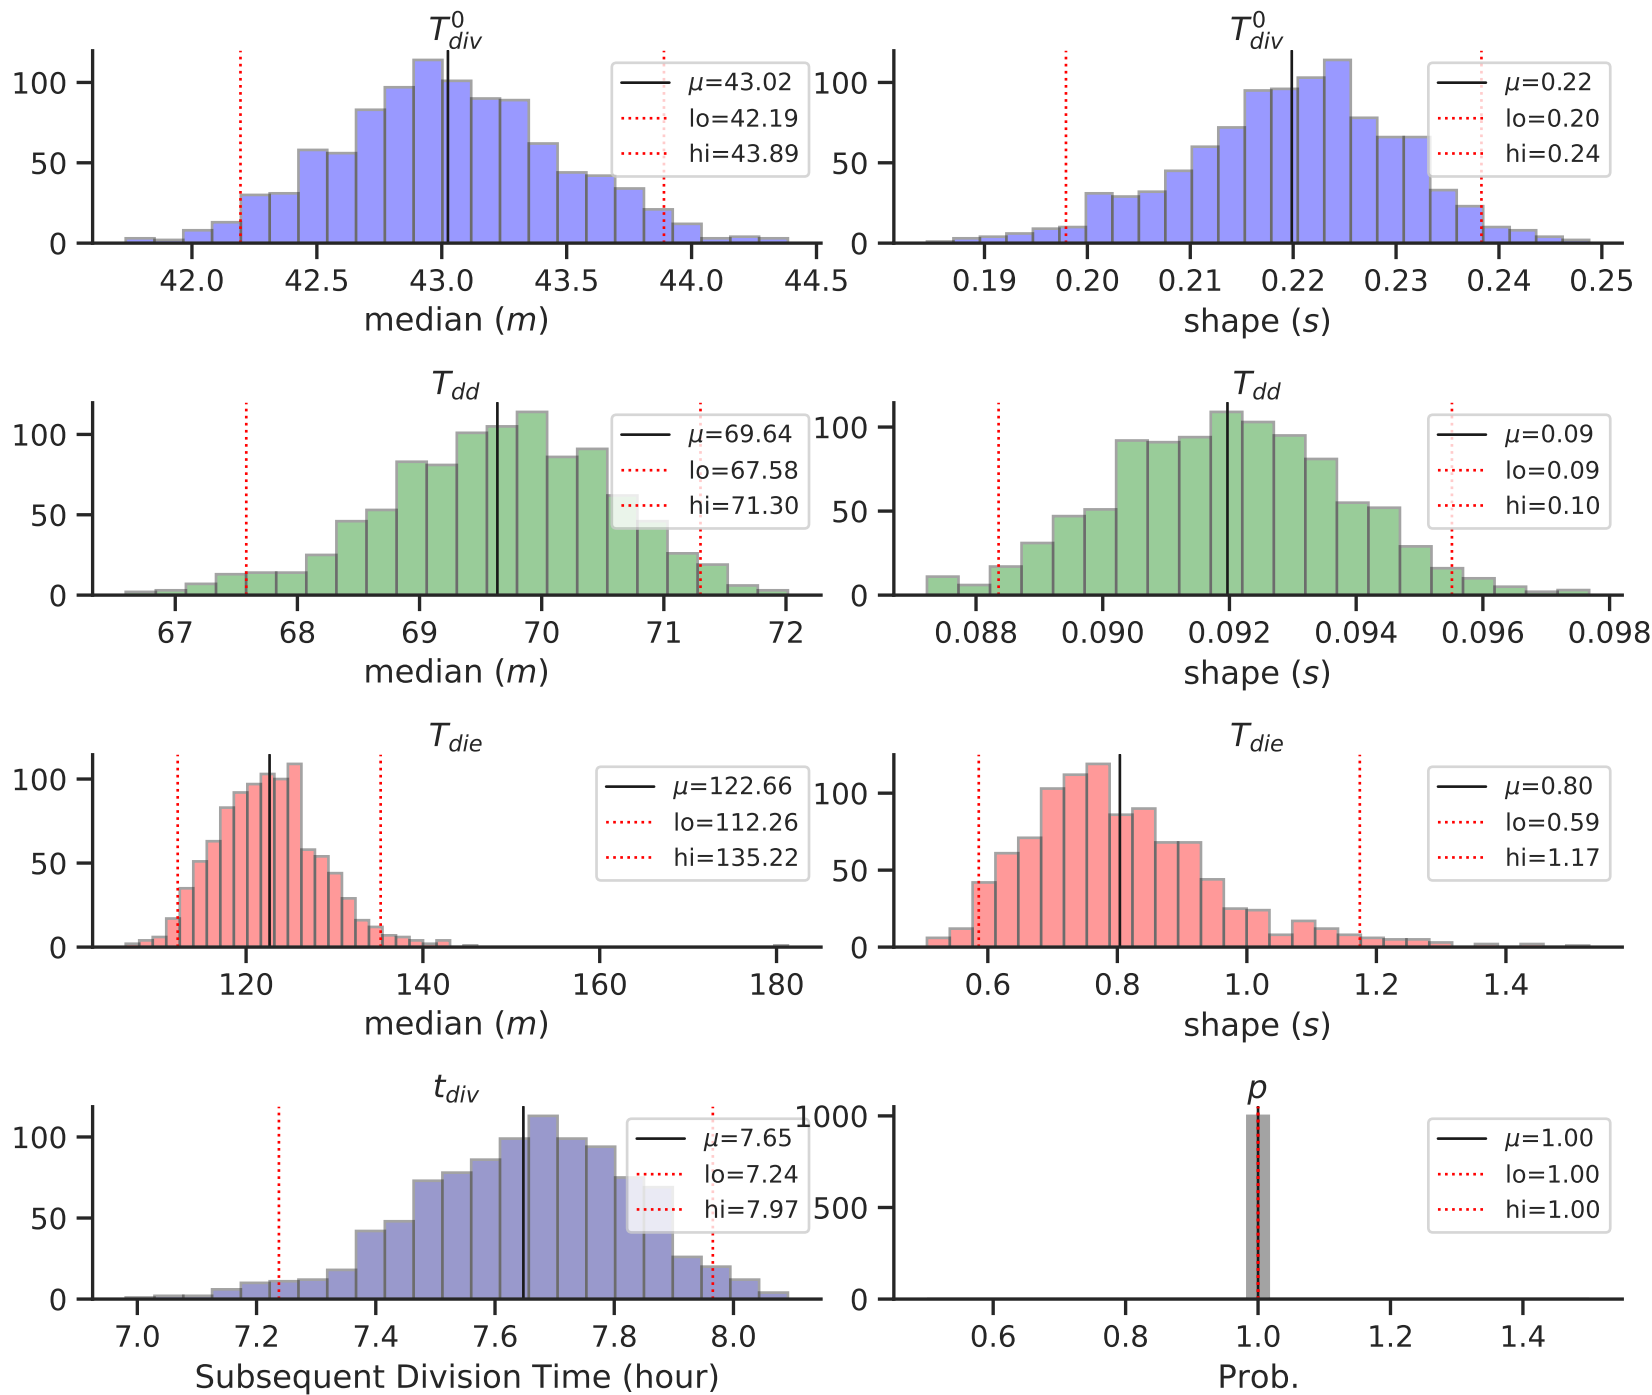 T⁰div
100
50
0
μ=43.02
lo=42.19
hi=43.89
42.0 42.5 43.0 43.5 44.0 44.5
median (m)
T⁰div
100
50
0
μ=0.22
lo=0.20
hi=0.24
0.19 0.20 0.21 0.22 0.23 0.24 0.25
shape (s)
Tdd
100
50
0
μ=69.64
lo=67.58
hi=71.30
67 68 69 70 71 72
median (m)
Tdd
100
50
0
μ=0.09
lo=0.09
hi=0.10
0.088 0.090 0.092 0.094 0.096 0.098
shape (s)
Tdie
100
50
0
μ=122.66
lo=112.26
hi=135.22
120 140 160 180
median (m)
Tdie
100
50
0
μ=0.80
lo=0.59
hi=1.17
0.6 0.8 1.0 1.2 1.4
shape (s)
tdiv
100
50
0
μ=7.65
lo=7.24
hi=7.97
7.0 7.2 7.4 7.6 7.8 8.0
Subsequent Division Time (hour)
p
1000
500
0
μ=1.00
lo=1.00
hi=1.00
0.6 0.8 1.0 1.2 1.4
Prob.